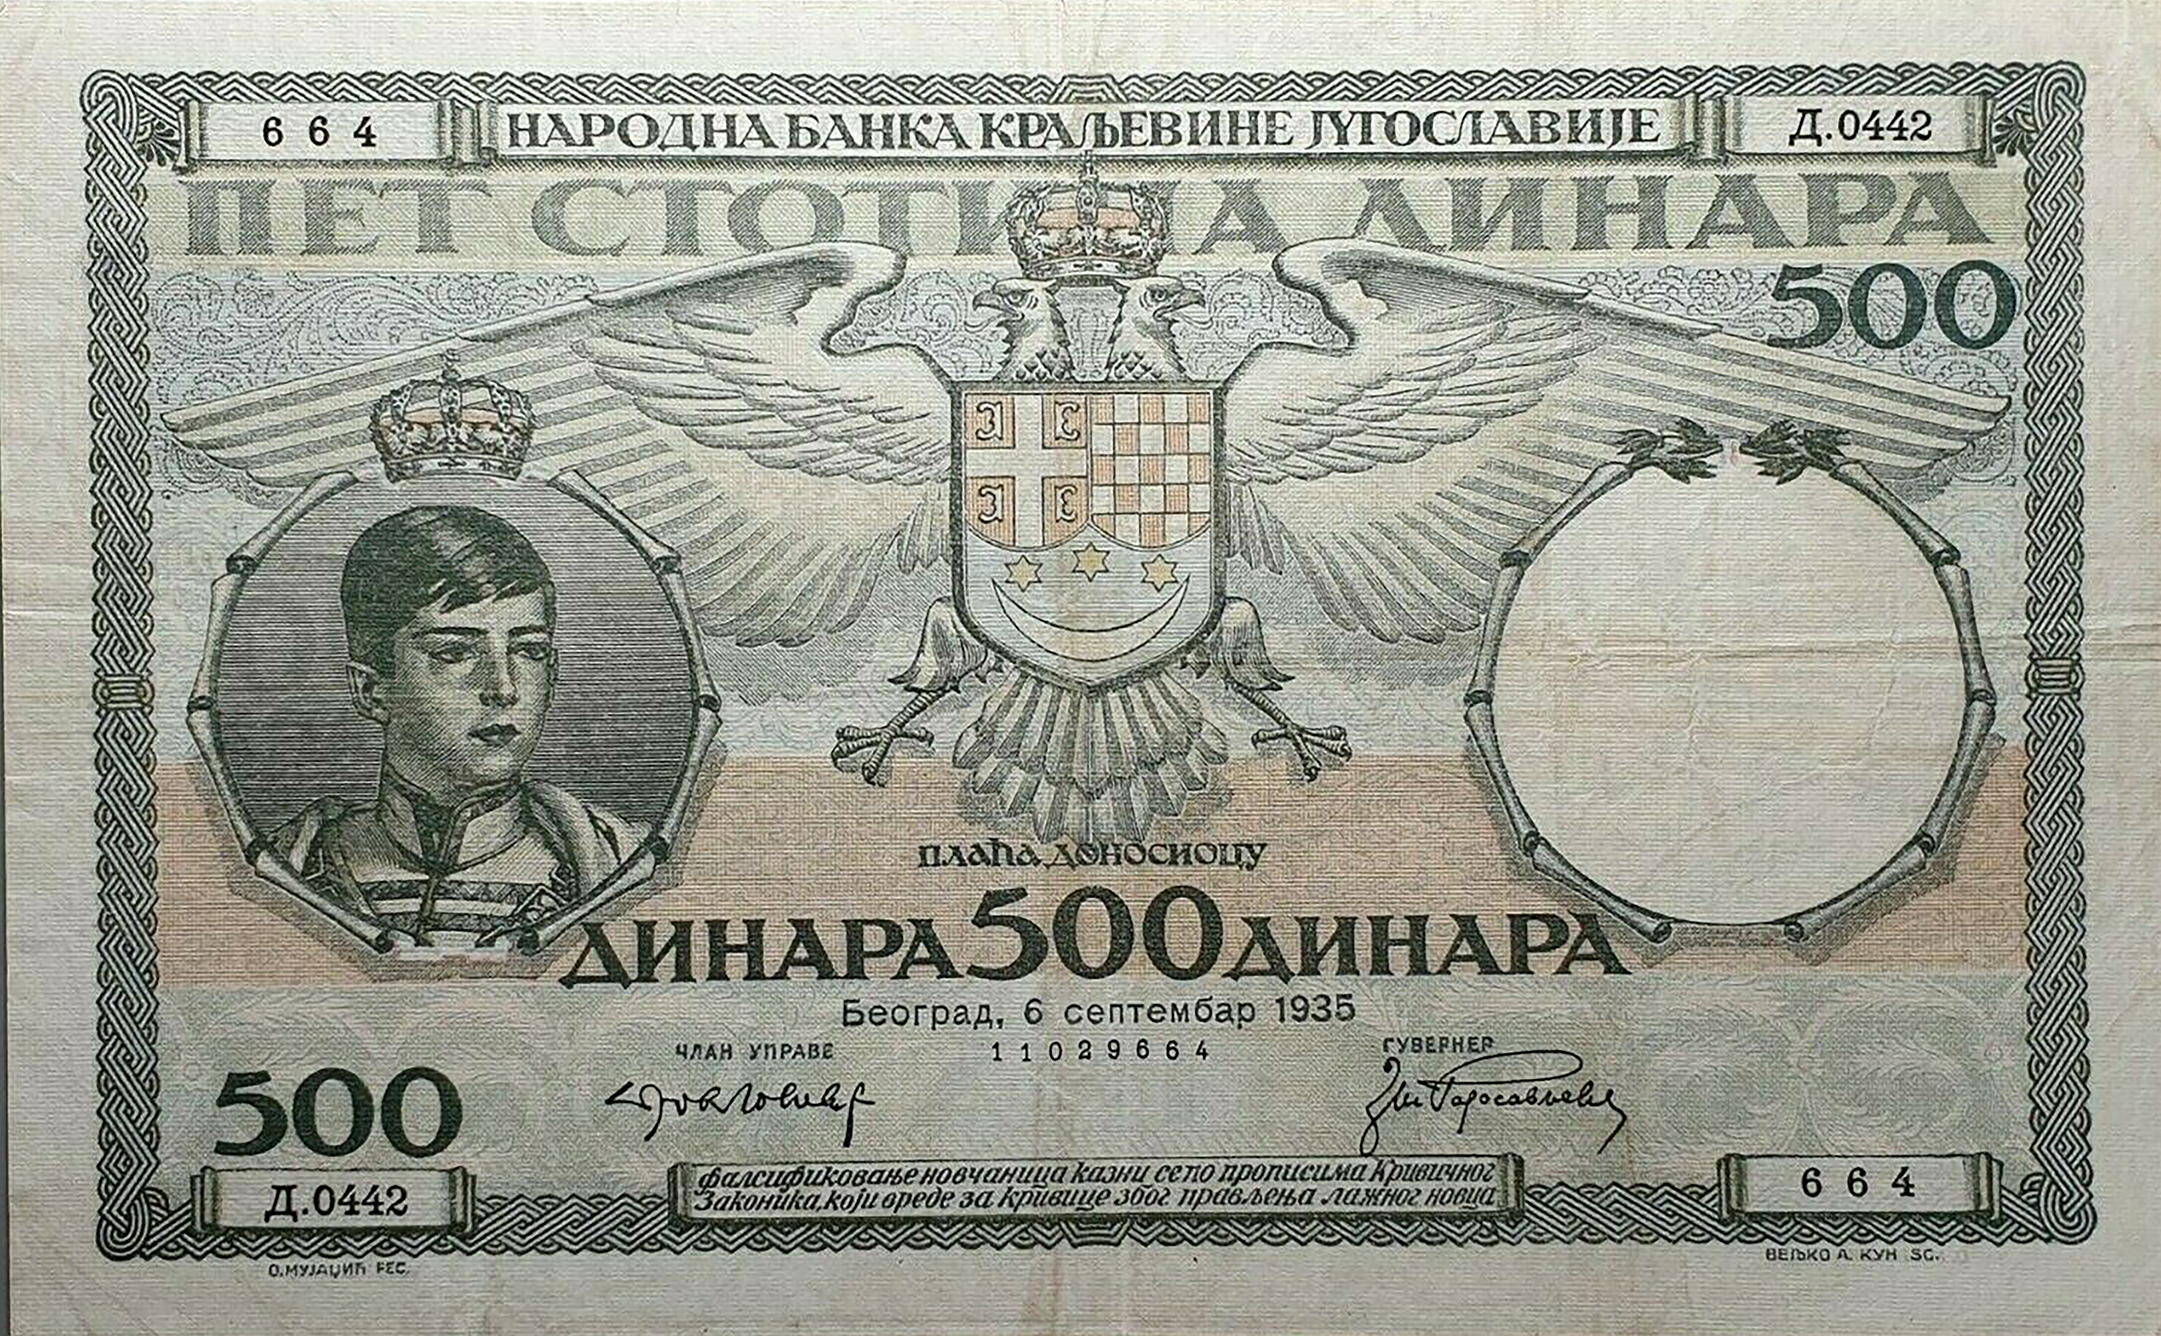 664
НАРОДНА БАНКА КРАЉЕВИНЕ ЈУГОСЛАВИЈЕ
Д.0442
ПЕТ СТОТИНА ДИНАРА
500
ПЛАЋА ДОНОСИОЦУ
ДИНАРА 500 ДИНАРА
Београд, 6 септембар 1935
ЧЛАН УПРАВЕ
11029664
ГУВЕРНЕР
500
Д.0442
Фалсификовање новчаница казни се по прописима Кривичног
Законика, који вреде за кривице због прављења лажног новца
664
О. МУЈАЏИЋ FEC.
ВЕЉКО А. КУН SC.